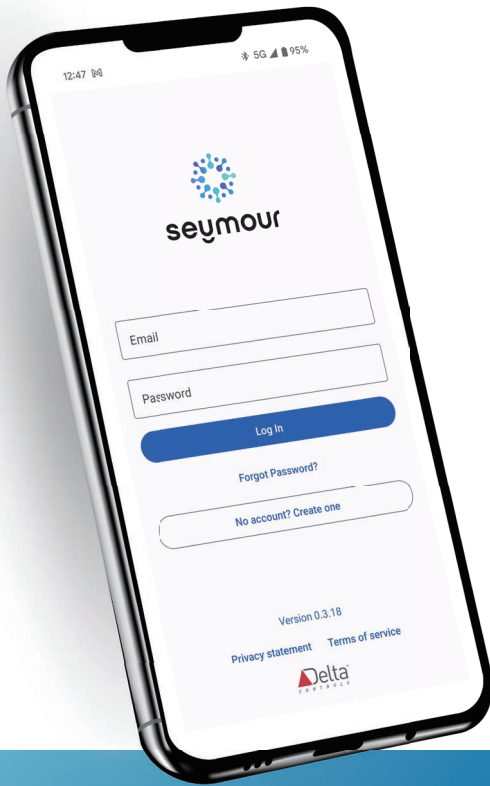 12:47
5G 95%
seymour
Email
Password
Log In
Forgot Password?
No account? Create one
Version 0.3.18
Privacy statement Terms of service
Delta™
CONTROLS